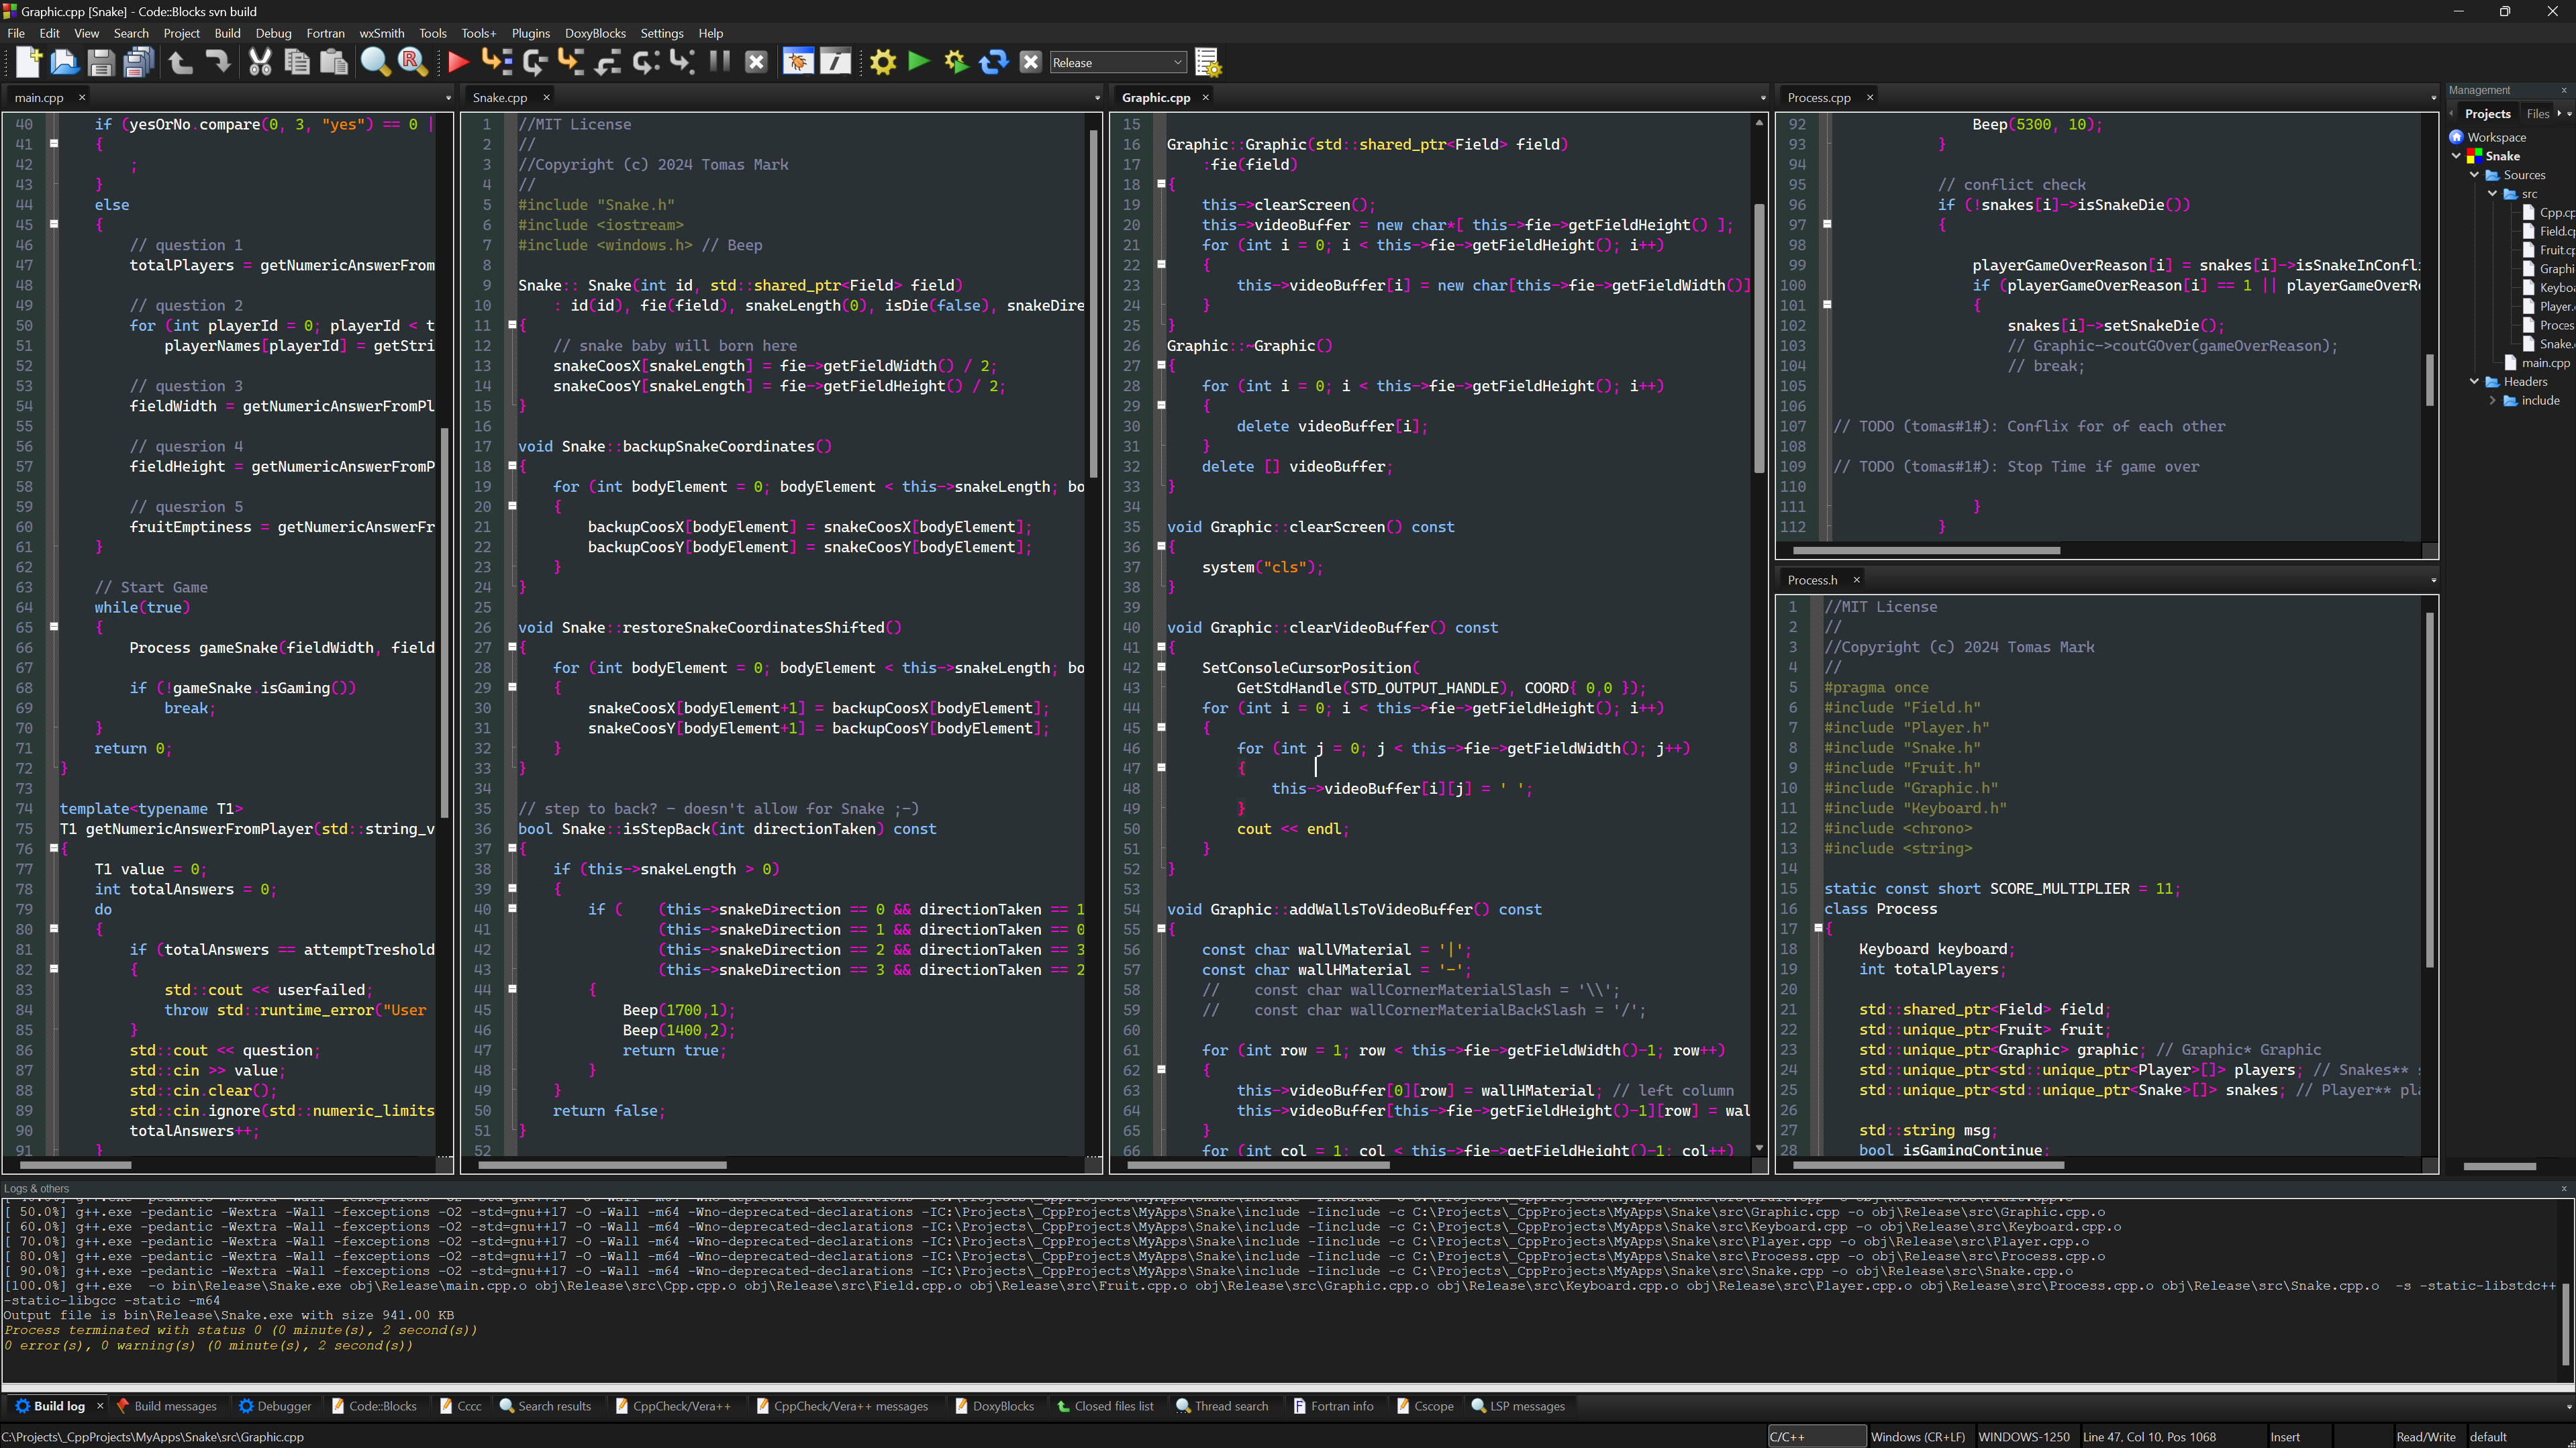 Graphic.cpp [Snake] - Code::Blocks svn build
File Edit View Search Project Build Debug Fortran wxSmith Tools Tools+ Plugins DoxyBlocks Settings Help
Release
main.cpp
40 if (yesOrNo.compare(0, 3, "yes") == 0 |
41 {
42 ;
43 }
44 else
45 {
46 // question 1
47 totalPlayers = getNumericAnswerFrom
48
49 // question 2
50 for (int playerId = 0; playerId < t
51 playerNames[playerId] = getStri
52
53 // question 3
54 fieldWidth = getNumericAnswerFromPl
55
56 // quesrion 4
57 fieldHeight = getNumericAnswerFromP
58
59 // quesrion 5
60 fruitEmptiness = getNumericAnswerFr
61 }
62
63 // Start Game
64 while(true)
65 {
66 Process gameSnake(fieldWidth, field
67
68 if (!gameSnake.isGaming())
69 break;
70 }
71 return 0;
72 }
73
74 template<typename T1>
75 T1 getNumericAnswerFromPlayer(std::string_v
76 {
77 T1 value = 0;
78 int totalAnswers = 0;
79 do
80 {
81 if (totalAnswers == attemptTreshold
82 {
83 std::cout << userfailed;
84 throw std::runtime_error("User
85 }
86 std::cout << question;
87 std::cin >> value;
88 std::cin.clear();
89 std::cin.ignore(std::numeric_limits
90 totalAnswers++;
91 }
Snake.cpp
1 //MIT License
2 //
3 //Copyright (c) 2024 Tomas Mark
4 //
5 #include "Snake.h"
6 #include <iostream>
7 #include <windows.h> // Beep
8
9 Snake:: Snake(int id, std::shared_ptr<Field> field)
10 : id(id), fie(field), snakeLength(0), isDie(false), snakeDire
11 {
12 // snake baby will born here
13 snakeCoosX[snakeLength] = fie->getFieldWidth() / 2;
14 snakeCoosY[snakeLength] = fie->getFieldHeight() / 2;
15 }
16
17 void Snake::backupSnakeCoordinates()
18 {
19 for (int bodyElement = 0; bodyElement < this->snakeLength; bo
20 {
21 backupCoosX[bodyElement] = snakeCoosX[bodyElement];
22 backupCoosY[bodyElement] = snakeCoosY[bodyElement];
23 }
24 }
25
26 void Snake::restoreSnakeCoordinatesShifted()
27 {
28 for (int bodyElement = 0; bodyElement < this->snakeLength; bo
29 {
30 snakeCoosX[bodyElement+1] = backupCoosX[bodyElement];
31 snakeCoosY[bodyElement+1] = backupCoosY[bodyElement];
32 }
33 }
34
35 // step to back? - doesn't allow for Snake ;-)
36 bool Snake::isStepBack(int directionTaken) const
37 {
38 if (this->snakeLength > 0)
39 {
40 if ( (this->snakeDirection == 0 && directionTaken == 1
41 (this->snakeDirection == 1 && directionTaken == 0
42 (this->snakeDirection == 2 && directionTaken == 3
43 (this->snakeDirection == 3 && directionTaken == 2
44 {
45 Beep(1700,1);
46 Beep(1400,2);
47 return true;
48 }
49 }
50 return false;
51 }
52
Graphic.cpp
15
16 Graphic::Graphic(std::shared_ptr<Field> field)
17 :fie(field)
18 {
19 this->clearScreen();
20 this->videoBuffer = new char*[ this->fie->getFieldHeight() ];
21 for (int i = 0; i < this->fie->getFieldHeight(); i++)
22 {
23 this->videoBuffer[i] = new char[this->fie->getFieldWidth()]
24 }
25 }
26 Graphic::~Graphic()
27 {
28 for (int i = 0; i < this->fie->getFieldHeight(); i++)
29 {
30 delete videoBuffer[i];
31 }
32 delete [] videoBuffer;
33 }
34
35 void Graphic::clearScreen() const
36 {
37 system("cls");
38 }
39
40 void Graphic::clearVideoBuffer() const
41 {
42 SetConsoleCursorPosition(
43 GetStdHandle(STD_OUTPUT_HANDLE), COORD{ 0,0 });
44 for (int i = 0; i < this->fie->getFieldHeight(); i++)
45 {
46 for (int j = 0; j < this->fie->getFieldWidth(); j++)
47 {
48 this->videoBuffer[i][j] = ' ';
49 }
50 cout << endl;
51 }
52 }
53
54 void Graphic::addWallsToVideoBuffer() const
55 {
56 const char wallVMaterial = '|';
57 const char wallHMaterial = '-';
58 // const char wallCornerMaterialSlash = '\\';
59 // const char wallCornerMaterialBackSlash = '/';
60
61 for (int row = 1; row < this->fie->getFieldWidth()-1; row++)
62 {
63 this->videoBuffer[0][row] = wallHMaterial; // left column
64 this->videoBuffer[this->fie->getFieldHeight()-1][row] = wal
65 }
66 for (int col = 1; col < this->fie->getFieldHeight()-1; col++)
Process.cpp
92 Beep(5300, 10);
93 }
94
95 // conflict check
96 if (!snakes[i]->isSnakeDie())
97 {
98
99 playerGameOverReason[i] = snakes[i]->isSnakeInConfli
100 if (playerGameOverReason[i] == 1 || playerGameOverR
101 {
102 snakes[i]->setSnakeDie();
103 // Graphic->coutGOver(gameOverReason);
104 // break;
105
106
107 // TODO (tomas#1#): Conflix for of each other
108
109 // TODO (tomas#1#): Stop Time if game over
110
111 }
112 }
Process.h
1 //MIT License
2 //
3 //Copyright (c) 2024 Tomas Mark
4 //
5 #pragma once
6 #include "Field.h"
7 #include "Player.h"
8 #include "Snake.h"
9 #include "Fruit.h"
10 #include "Graphic.h"
11 #include "Keyboard.h"
12 #include <chrono>
13 #include <string>
14
15 static const short SCORE_MULTIPLIER = 11;
16 class Process
17 {
18 Keyboard keyboard;
19 int totalPlayers;
20
21 std::shared_ptr<Field> field;
22 std::unique_ptr<Fruit> fruit;
23 std::unique_ptr<Graphic> graphic; // Graphic* Graphic
24 std::unique_ptr<std::unique_ptr<Player>[]> players; // Snakes**
25 std::unique_ptr<std::unique_ptr<Snake>[]> snakes; // Player** pl
26
27 std::string msg;
28 bool isGamingContinue;
Management
Projects Files
Workspace
Snake
Sources
src
Cpp.cp
Field.cp
Fruit.cp
Graphi
Keyboa
Player.
Proces
Snake.
main.cpp
Headers
include
Logs & others
[ 50.0%] g++.exe -pedantic -Wextra -Wall -fexceptions -O2 -std=gnu++17 -O -Wall -m64 -Wno-deprecated-declarations -IC:\Projects\_CppProjects\MyApps\Snake\include -Iinclude -c C:\Projects\_CppProjects\MyApps\Snake\src\Graphic.cpp -o obj\Release\src\Graphic.cpp.o
[ 60.0%] g++.exe -pedantic -Wextra -Wall -fexceptions -O2 -std=gnu++17 -O -Wall -m64 -Wno-deprecated-declarations -IC:\Projects\_CppProjects\MyApps\Snake\include -Iinclude -c C:\Projects\_CppProjects\MyApps\Snake\src\Keyboard.cpp -o obj\Release\src\Keyboard.cpp.o
[ 70.0%] g++.exe -pedantic -Wextra -Wall -fexceptions -O2 -std=gnu++17 -O -Wall -m64 -Wno-deprecated-declarations -IC:\Projects\_CppProjects\MyApps\Snake\include -Iinclude -c C:\Projects\_CppProjects\MyApps\Snake\src\Player.cpp -o obj\Release\src\Player.cpp.o
[ 80.0%] g++.exe -pedantic -Wextra -Wall -fexceptions -O2 -std=gnu++17 -O -Wall -m64 -Wno-deprecated-declarations -IC:\Projects\_CppProjects\MyApps\Snake\include -Iinclude -c C:\Projects\_CppProjects\MyApps\Snake\src\Process.cpp -o obj\Release\src\Process.cpp.o
[ 90.0%] g++.exe -pedantic -Wextra -Wall -fexceptions -O2 -std=gnu++17 -O -Wall -m64 -Wno-deprecated-declarations -IC:\Projects\_CppProjects\MyApps\Snake\include -Iinclude -c C:\Projects\_CppProjects\MyApps\Snake\src\Snake.cpp -o obj\Release\src\Snake.cpp.o
[100.0%] g++.exe -o bin\Release\Snake.exe obj\Release\main.cpp.o obj\Release\src\Cpp.cpp.o obj\Release\src\Field.cpp.o obj\Release\src\Fruit.cpp.o obj\Release\src\Graphic.cpp.o obj\Release\src\Keyboard.cpp.o obj\Release\src\Player.cpp.o obj\Release\src\Process.cpp.o obj\Release\src\Snake.cpp.o -s -static-libstdc++
-static-libgcc -static -m64
Output file is bin\Release\Snake.exe with size 941.00 KB
Process terminated with status 0 (0 minute(s), 2 second(s))
0 error(s), 0 warning(s) (0 minute(s), 2 second(s))
Build log Build messages Debugger Code::Blocks Cccc Search results CppCheck/Vera++ CppCheck/Vera++ messages DoxyBlocks Closed files list Thread search Fortran info Cscope LSP messages
C:\Projects\_CppProjects\MyApps\Snake\src\Graphic.cpp C/C++ Windows (CR+LF) WINDOWS-1250 Line 47, Col 10, Pos 1068 Insert Read/Write default